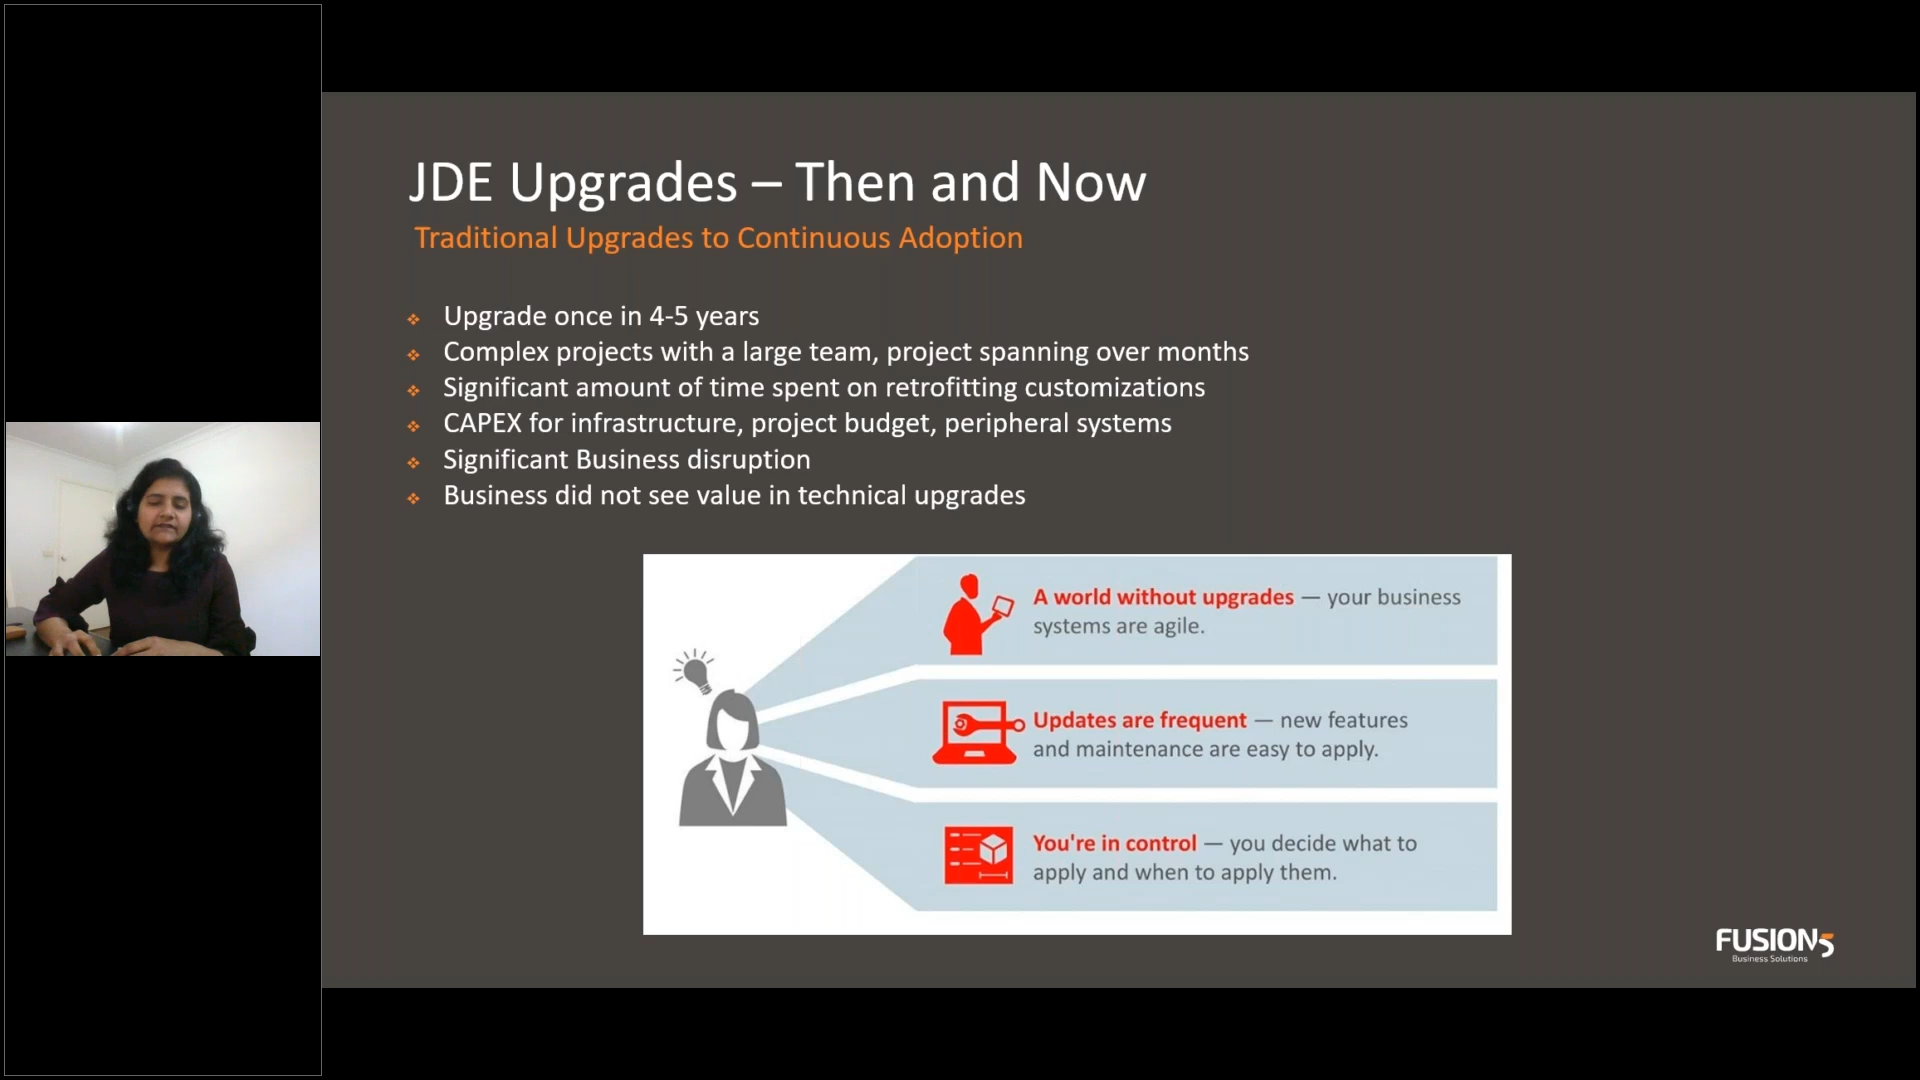 JDE Upgrades – Then and Now
Traditional Upgrades to Continuous Adoption
Upgrade once in 4-5 years
Complex projects with a large team, project spanning over months
Significant amount of time spent on retrofitting customizations
CAPEX for infrastructure, project budget, peripheral systems
Significant Business disruption
Business did not see value in technical upgrades
A world without upgrades — your business
systems are agile.
Updates are frequent — new features
and maintenance are easy to apply.
You're in control — you decide what to
apply and when to apply them.
FUSION5
Business Solutions